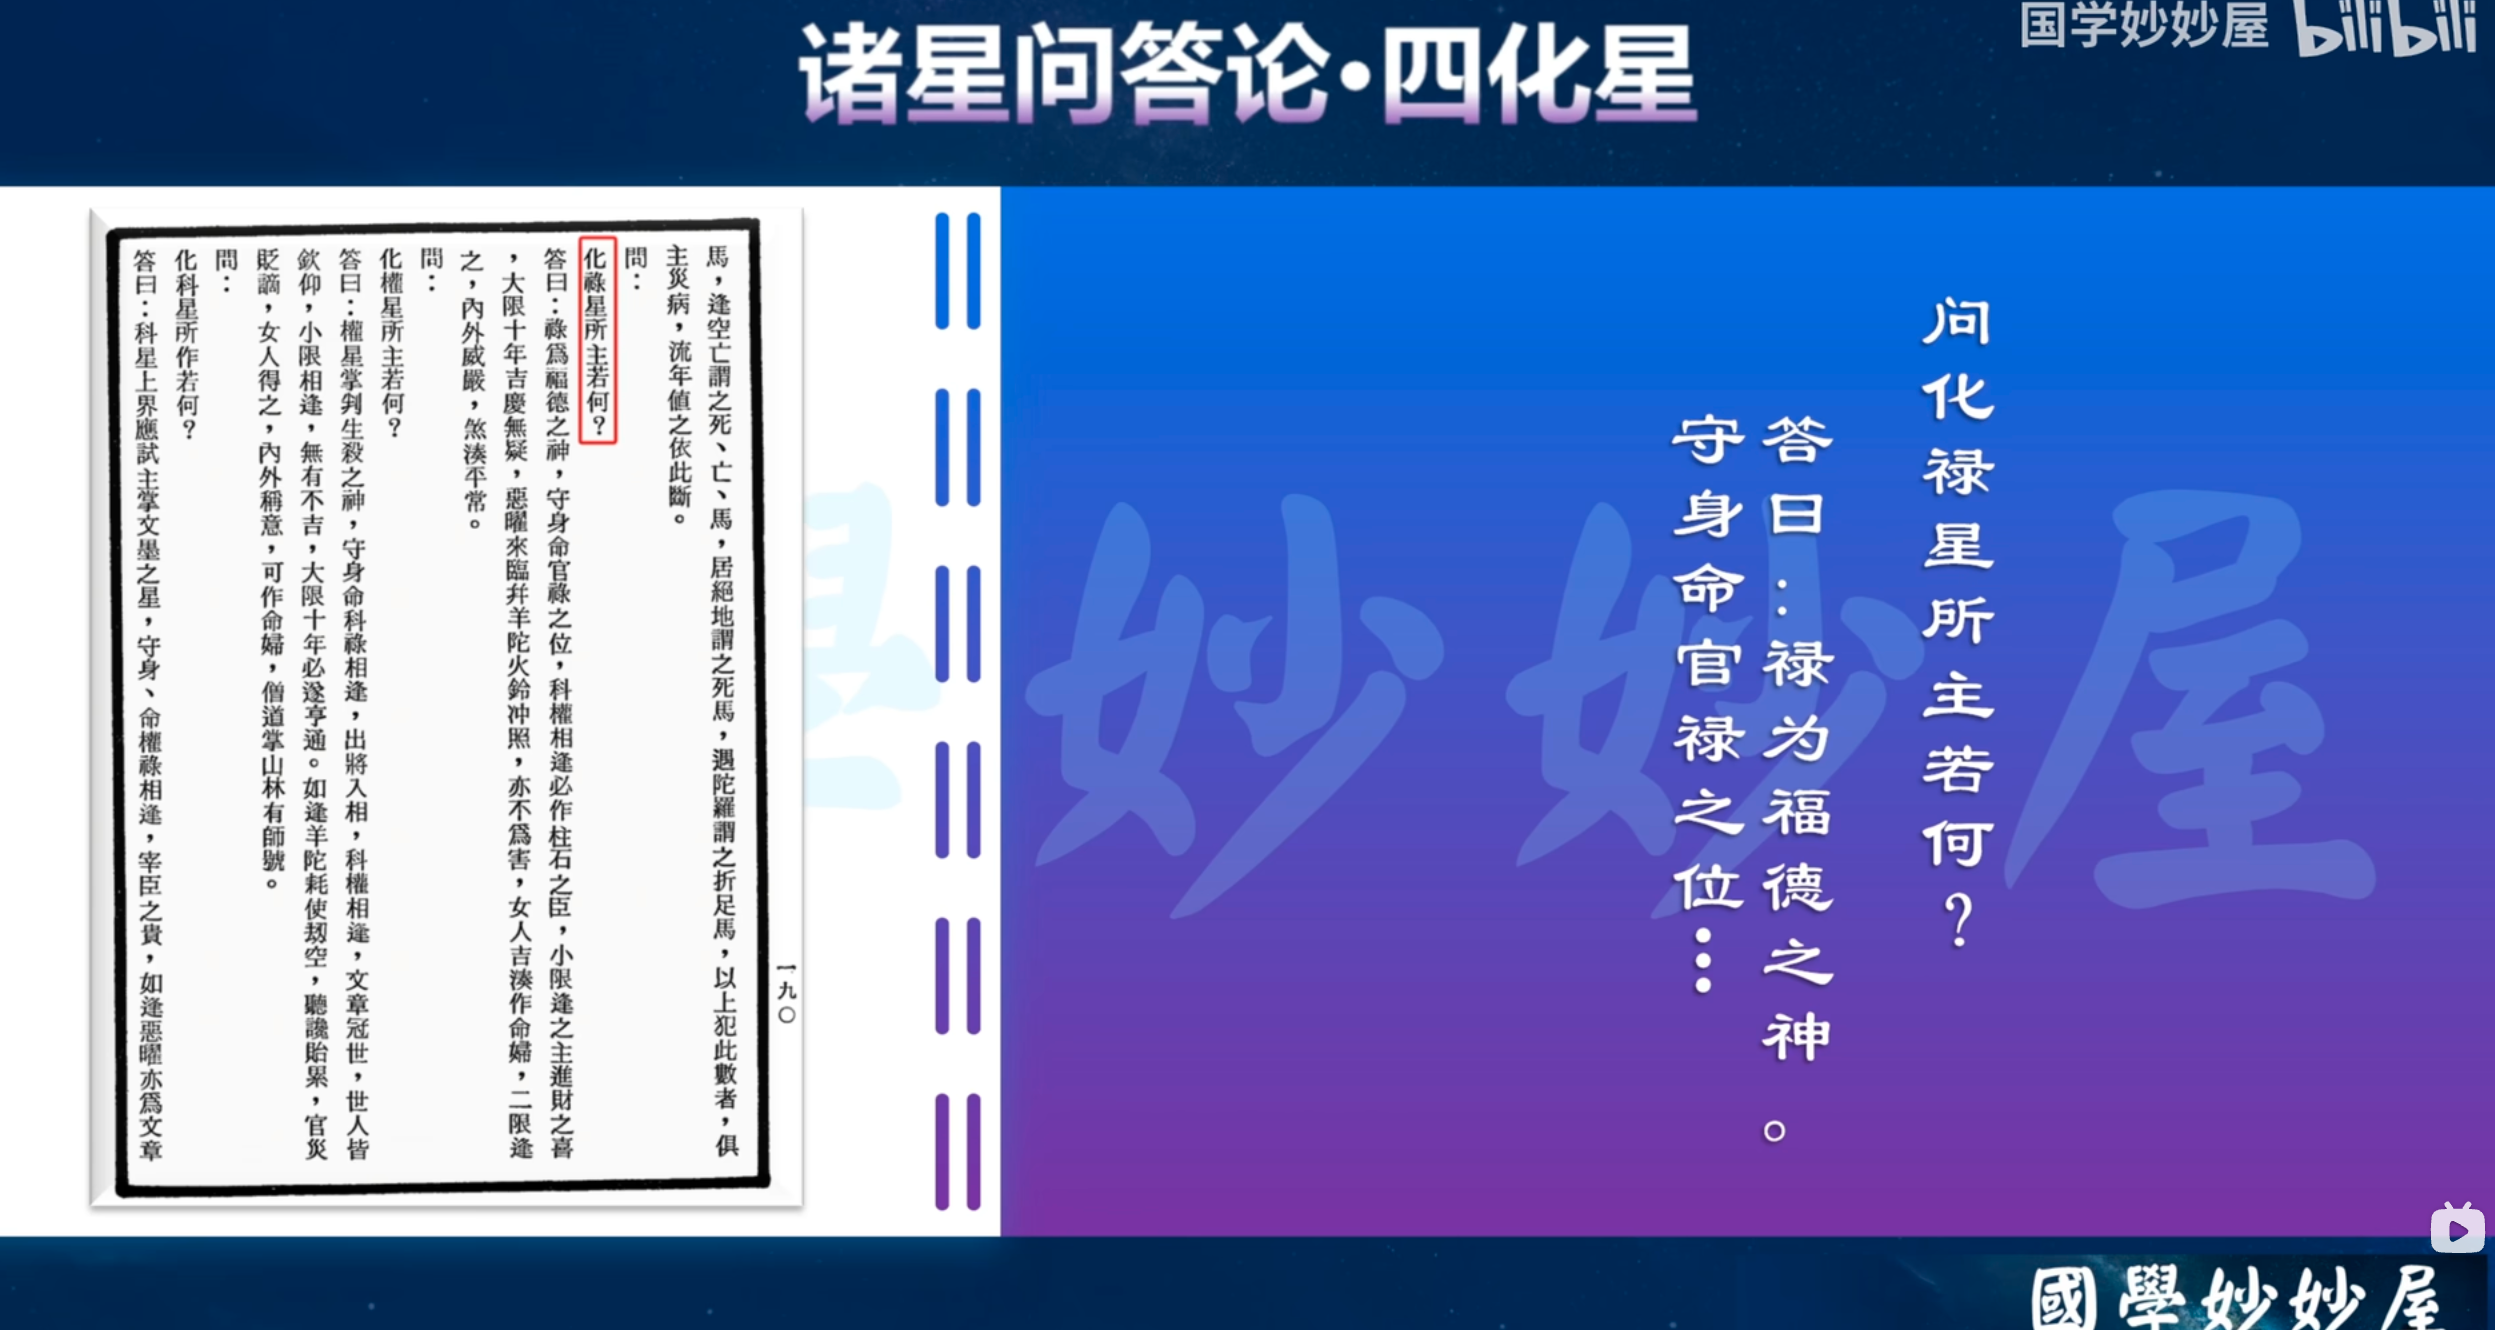 诸星问答论·四化星
国学妙妙屋 bilibili
馬，逢空亡謂之死、亡、馬，居絕地謂之死馬，遇陀羅謂之折足馬，以上犯此數者，俱
主災病，流年值之依此斷。
問：
化祿星所主若何？
答曰：祿爲福德之神，守身命官祿之位，科權相逢必作柱石之臣，小限逢之主進財之喜
，大限十年吉慶無疑，惡曜來臨幷羊陀火鈴冲照，亦不爲害，女人吉湊作命婦，二限逢
之，內外威嚴，煞湊平常。
問：
化權星所主若何？
答曰：權星掌判生殺之神，守身命科祿相逢，出將入相，科權相逢，文章冠世，世人皆
欽仰，小限相逢，無有不吉，大限十年必遂亨通。如逢羊陀耗使刼空，聽讒貽累，官災
貶謫，女人得之，內外稱意，可作命婦，僧道掌山林有師號。
問：
化科星所作若何？
答曰：科星上界應試主掌文墨之星，守身、命權祿相逢，宰臣之貴，如逢惡曜亦爲文章
一九〇
问化禄星所主若何？
答曰：禄为福德之神。
守身命官禄之位…
學妙妙屋
國學妙妙屋